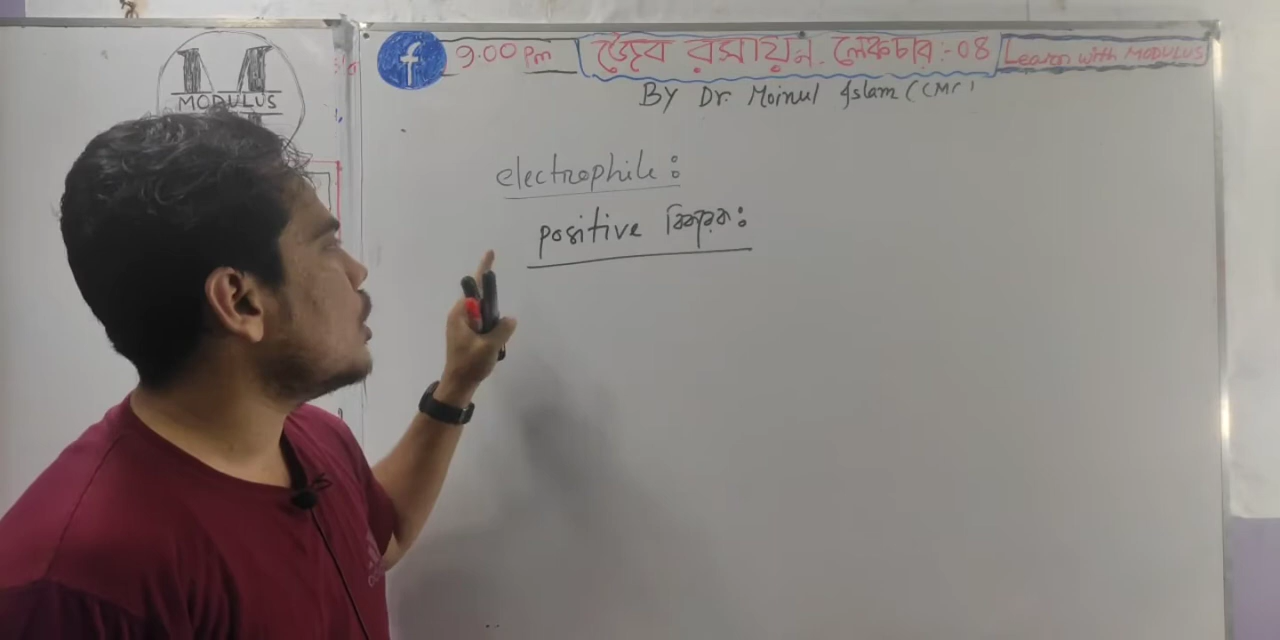 MODULUS
f 9:00 Pm জৈব রসায়ন. লেকচার:- 08 Learn with MODULUS
By Dr. Moinul Islam (CMC)
electrophile:
positive বিকারক: